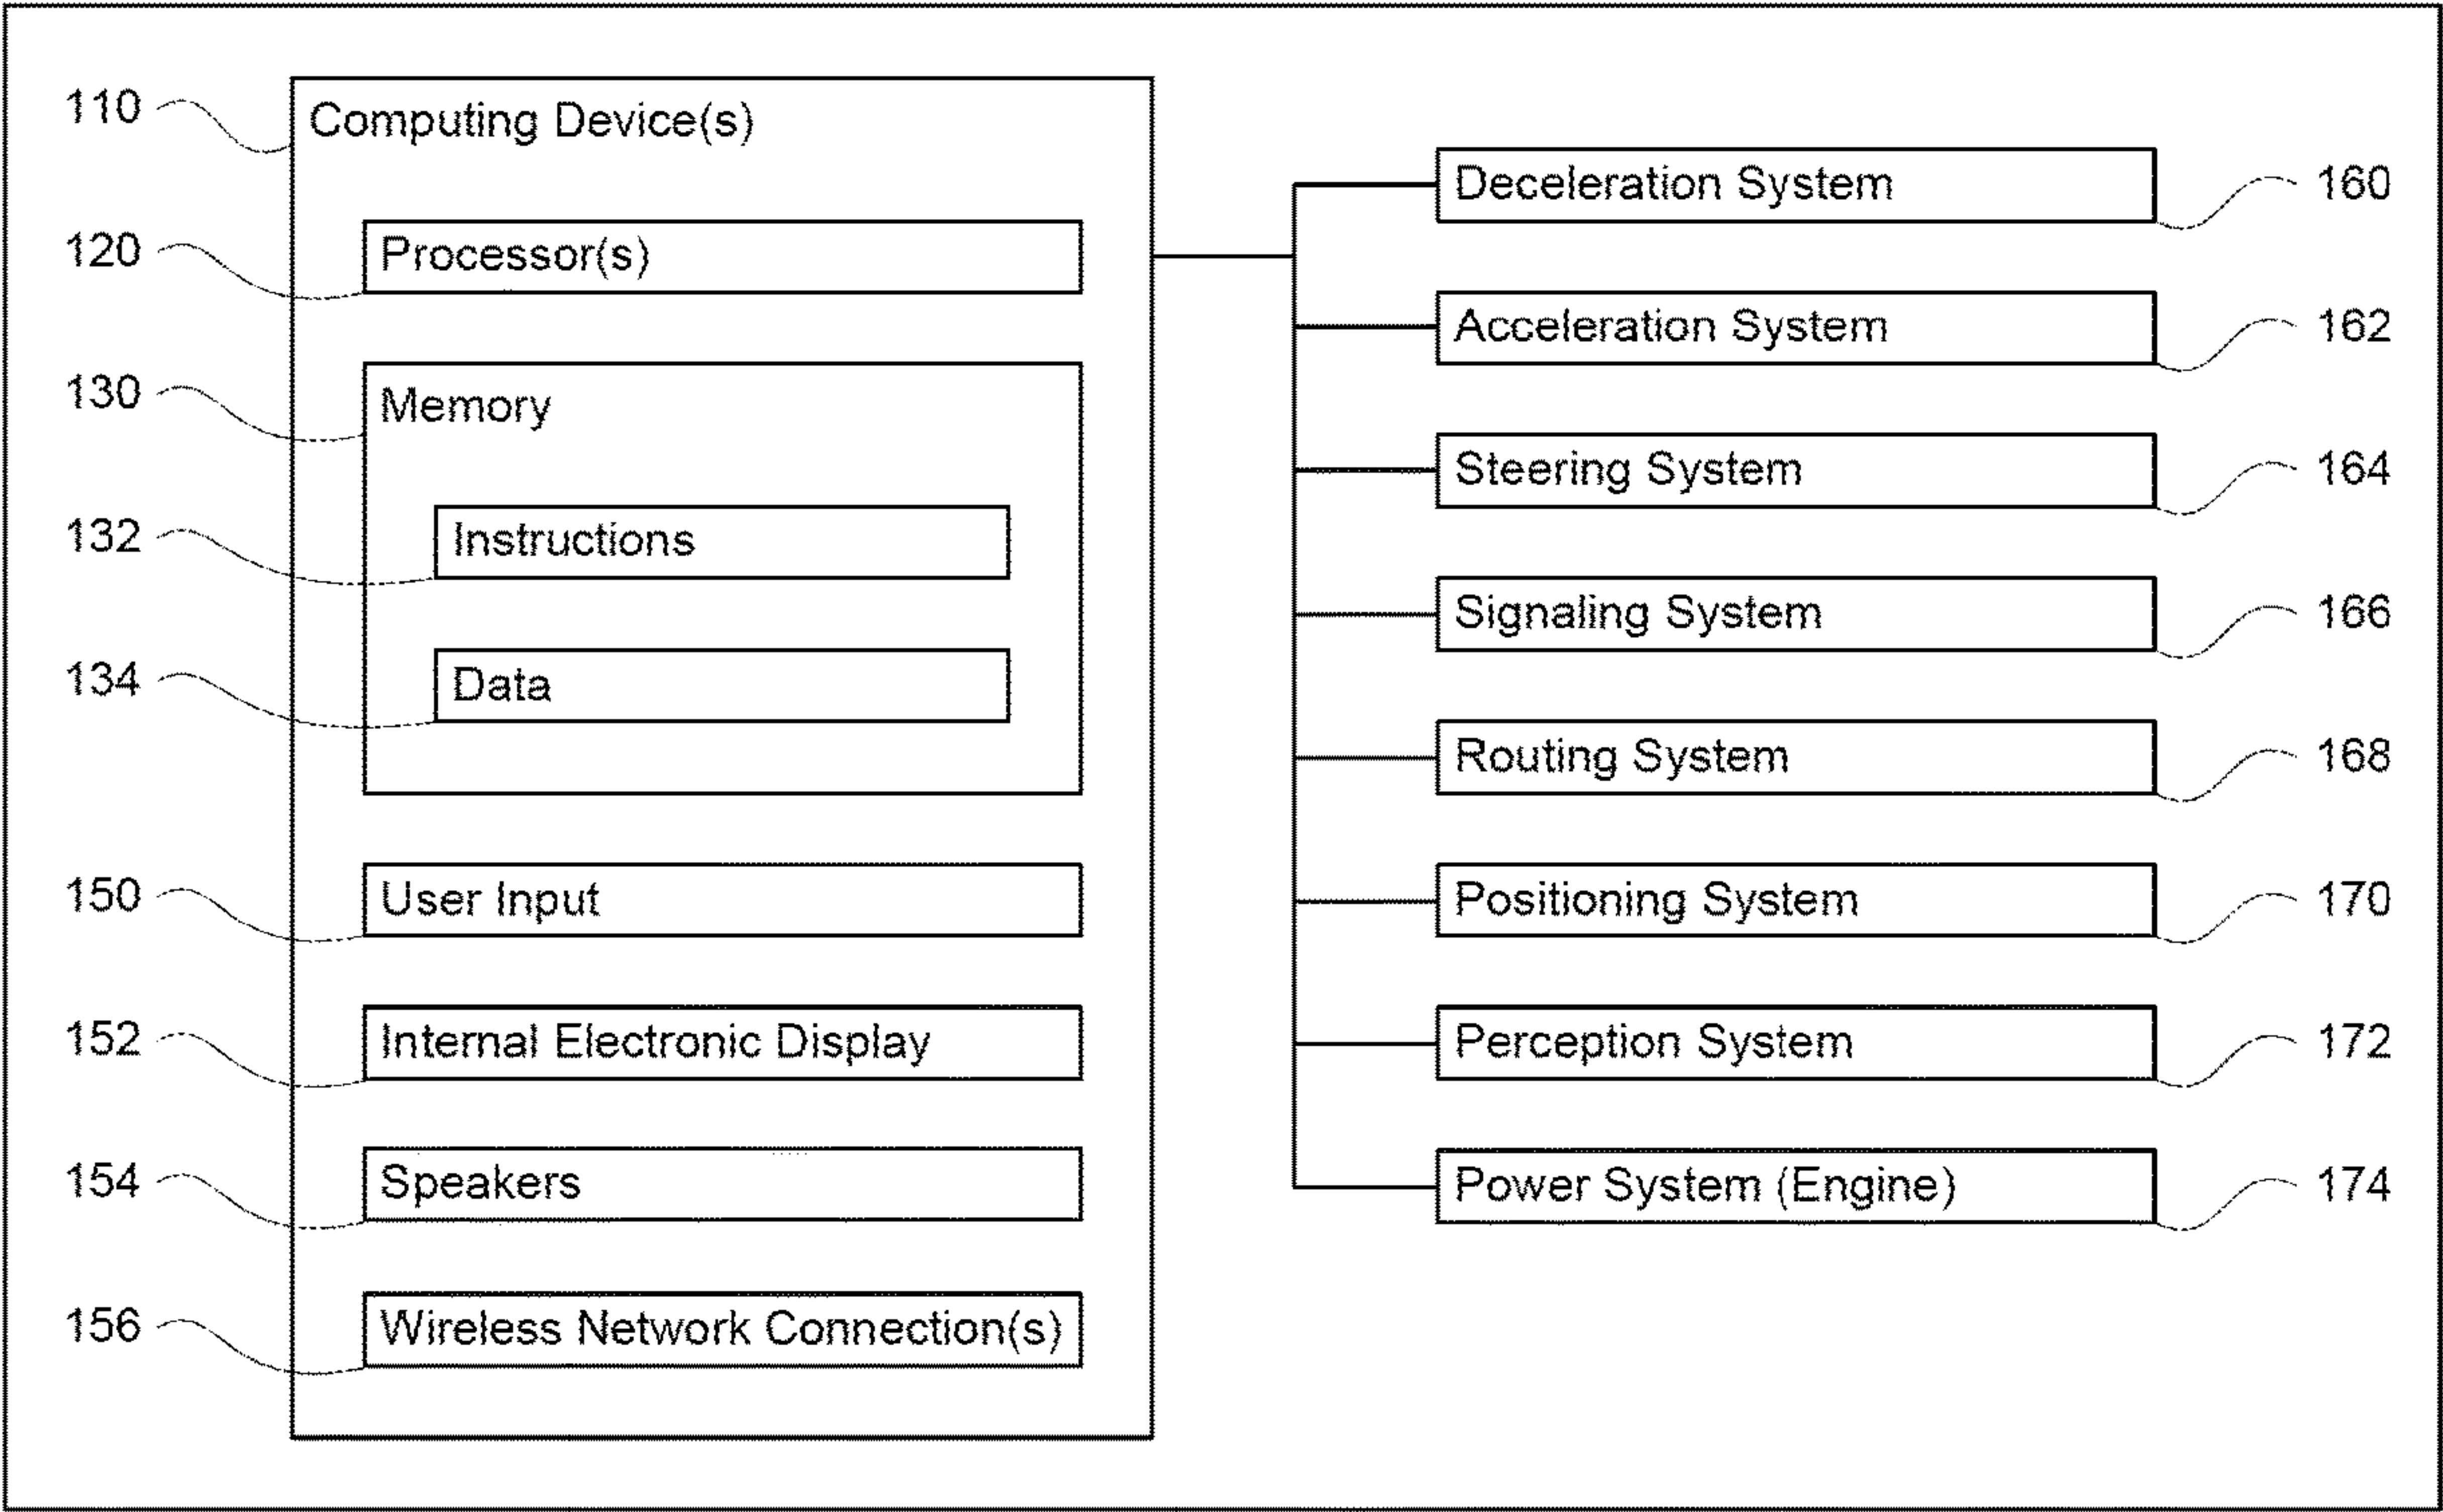 110 Computing Device(s)
120 Processor(s)
130 Memory
132 Instructions
134 Data
150 User Input
152 Internal Electronic Display
154 Speakers
156 Wireless Network Connection(s)
Deceleration System 160
Acceleration System 162
Steering System 164
Signaling System 166
Routing System 168
Positioning System 170
Perception System 172
Power System (Engine) 174